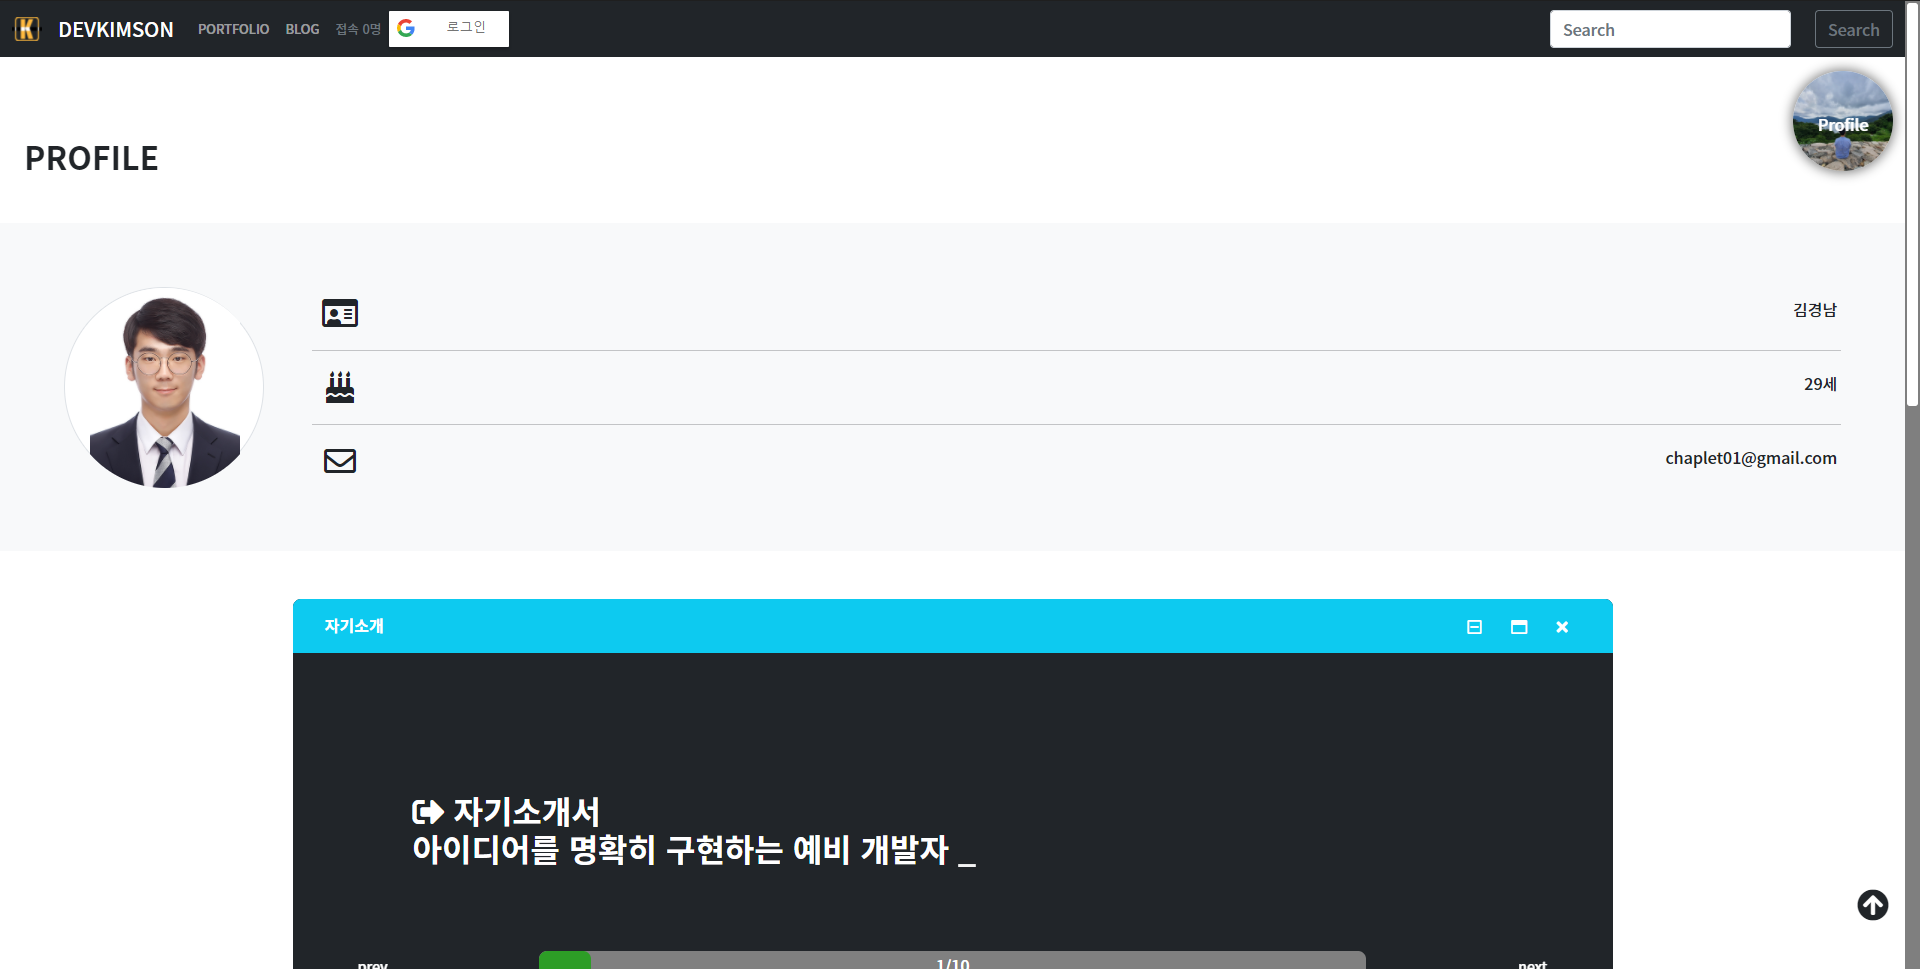 K DEVKIMSON PORTFOLIO BLOG 접속 0명 로그인 Search Search
Profile
PROFILE
김경남
29세
chaplet01@gmail.com
자기소개
자기소개서
아이디어를 명확히 구현하는 예비 개발자 _
prev 1/10 next